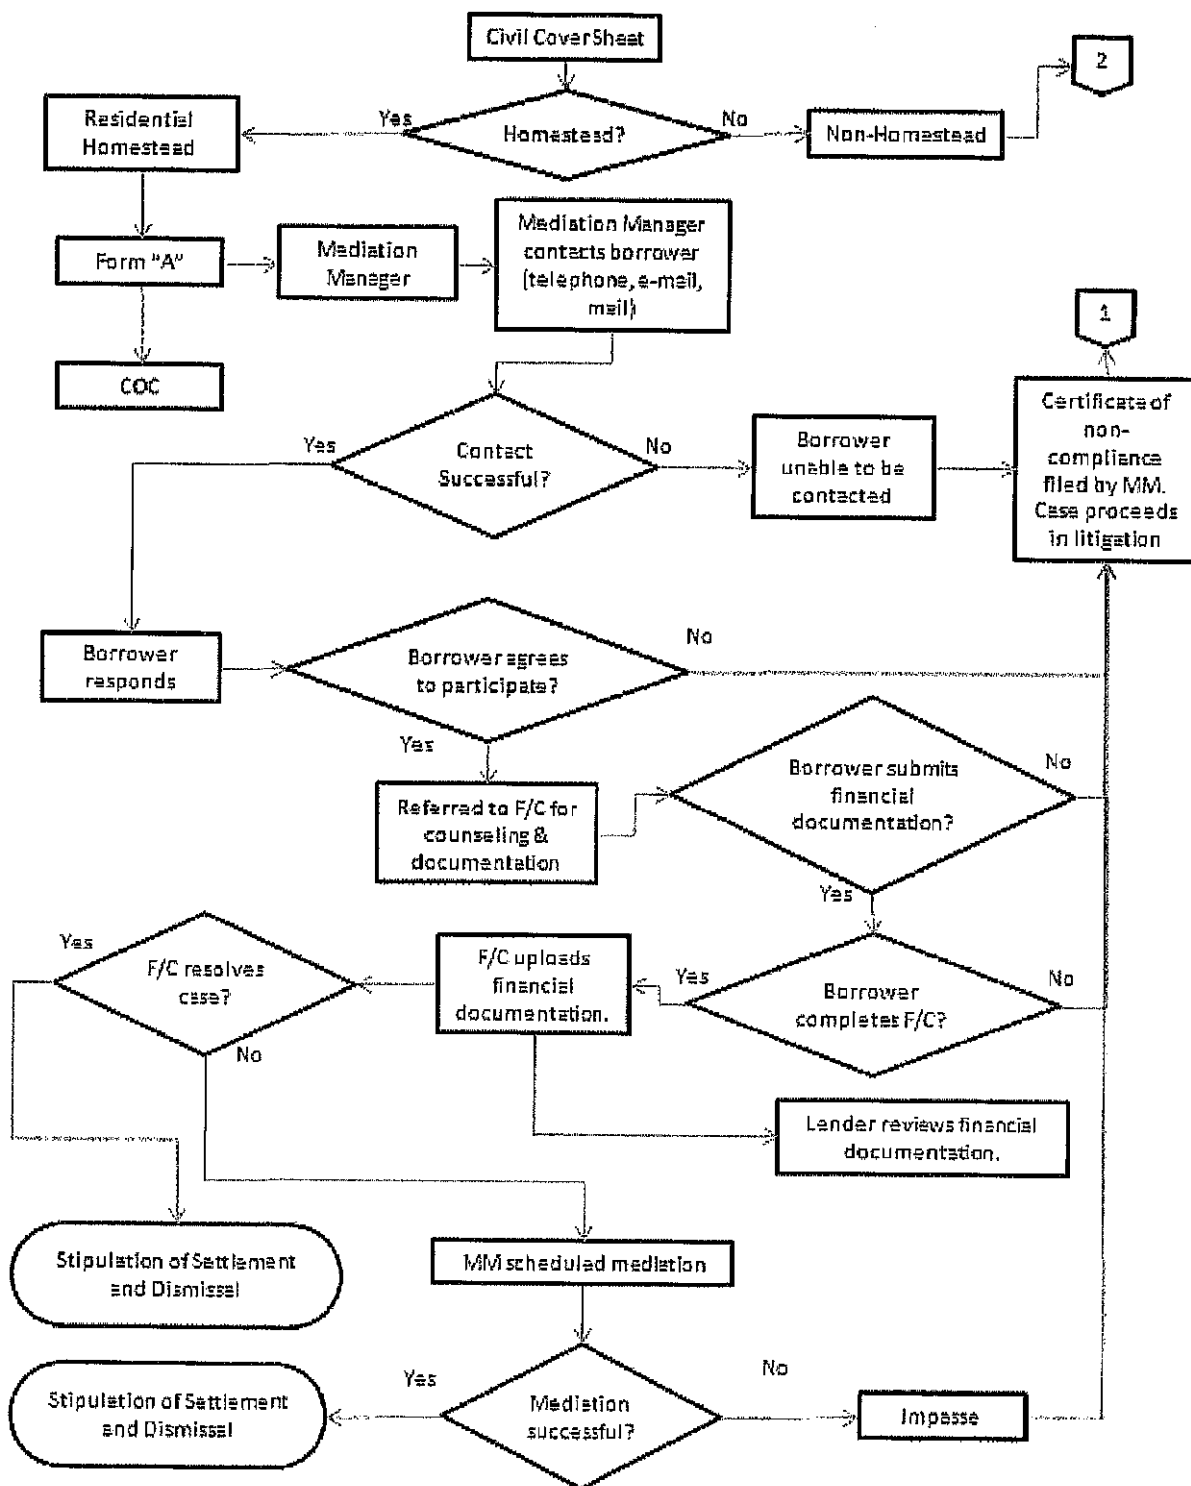 Civil Cover Sheet
2
Residential
Homestead
Yes
Homestead?
No
Non-Homestead
Form "A"
Mediation
Manager
Mediation Manager
contacts borrower
(telephone, e-mail,
mail)
1
COC
Yes
Contact
Successful?
No
Borrower
unable to be
contacted
Certificate of
non-
compliance
filed by MM.
Case proceeds
in litigation
Borrower
responds
Borrower agrees
to participate?
No
Yes
Referred to F/C for
counseling &
documentation
Borrower submits
financial
documentation?
No
Yes
Yes
F/C resolves
case?
No
F/C uploads
financial
documentation.
Yes
Borrower
completes F/C?
No
Lender reviews financial
documentation.
Stipulation of Settlement
and Dismissal
MM scheduled mediation
Stipulation of Settlement
and Dismissal
Yes
Mediation
successful?
No
Impasse